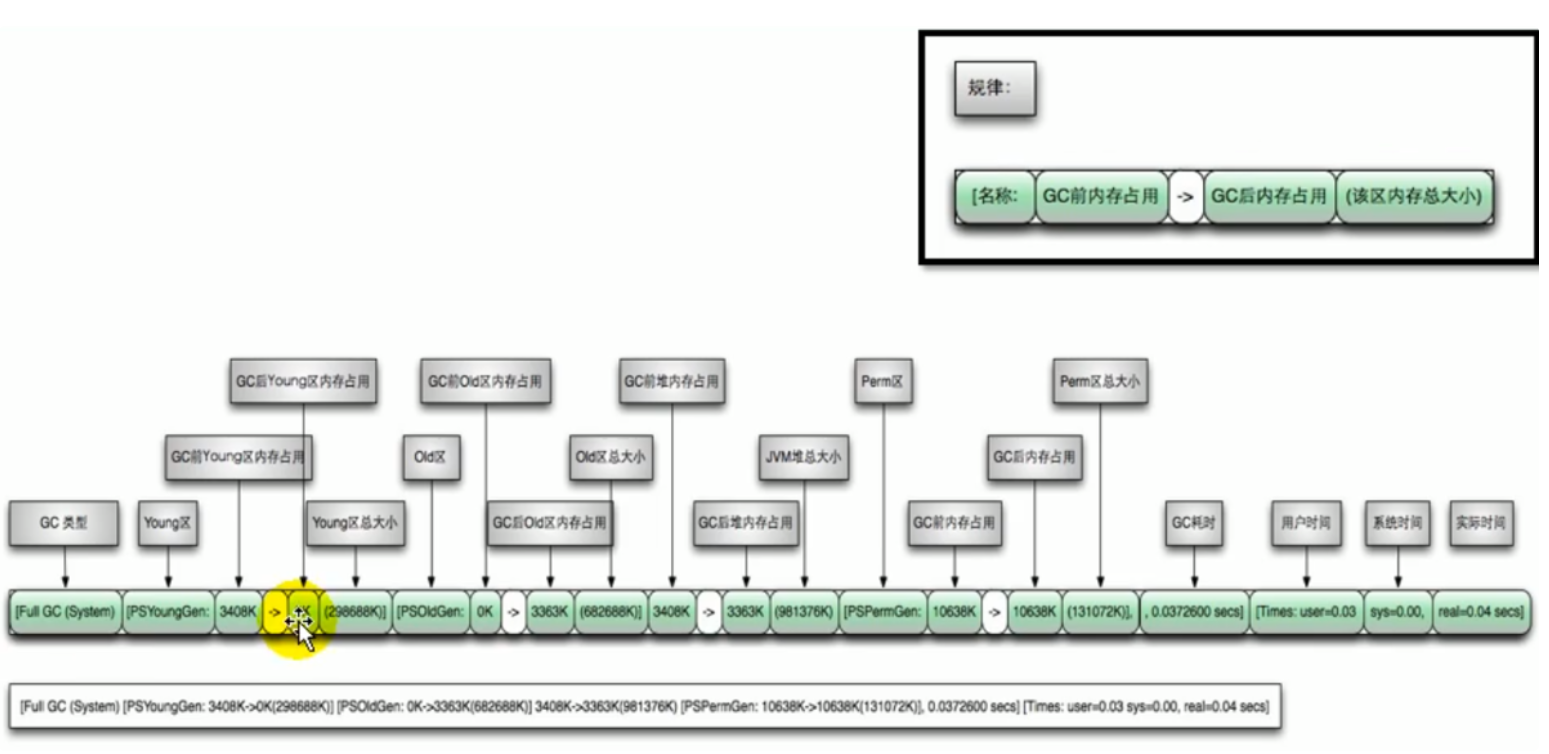 规律：
[名称: GC前内存占用 -> GC后内存占用 (该区内存总大小)
GC后Young区内存占用 GC前Old区内存占用 GC前堆内存占用 Perm区 Perm区总大小
GC前Young区内存占用 Old区 Old区总大小 JVM堆总大小 GC后内存占用
GC 类型 Young区 Young区总大小 GC后Old区内存占用 GC后堆内存占用 GC前内存占用 GC耗时 用户时间 系统时间 实际时间
[Full GC (System) [PSYoungGen: 3408K -> (298688K)] [PSOldGen: 0K -> 3363K (682688K)] 3408K -> 3363K (981376K) [PSPermGen: 10638K -> 10638K (131072K)], , 0.0372600 secs] [Times: user=0.03 sys=0.00, real=0.04 secs]
[Full GC (System) [PSYoungGen: 3408K->0K(298688K)] [PSOldGen: 0K->3363K(682688K)] 3408K->3363K(981376K) [PSPermGen: 10638K->10638K(131072K)], 0.0372600 secs] [Times: user=0.03 sys=0.00, real=0.04 secs]